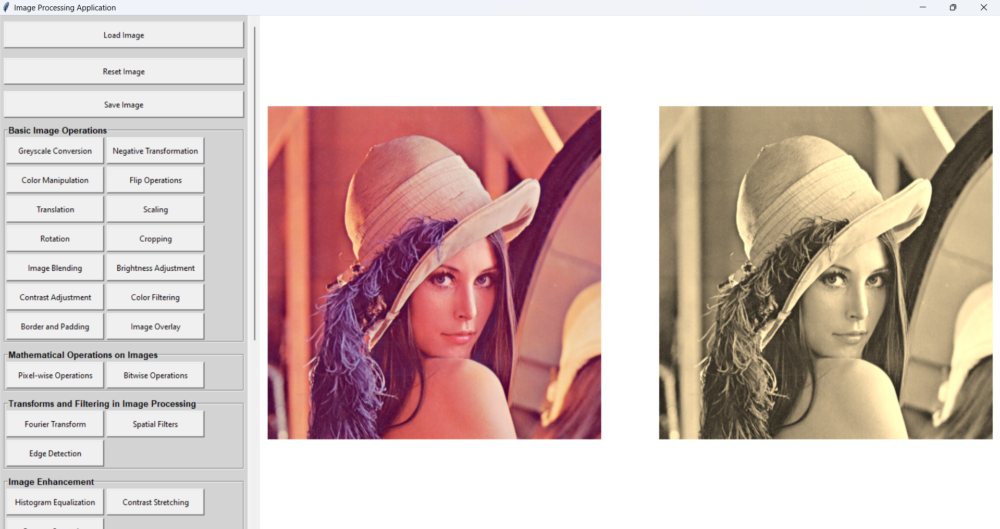 Image Processing Application
Load Image
Reset Image
Save Image
Basic Image Operations
Greyscale Conversion
Negative Transformation
Color Manipulation
Flip Operations
Translation
Scaling
Rotation
Cropping
Image Blending
Brightness Adjustment
Contrast Adjustment
Color Filtering
Border and Padding
Image Overlay
Mathematical Operations on Images
Pixel-wise Operations
Bitwise Operations
Transforms and Filtering in Image Processing
Fourier Transform
Spatial Filters
Edge Detection
Image Enhancement
Histogram Equalization
Contrast Stretching